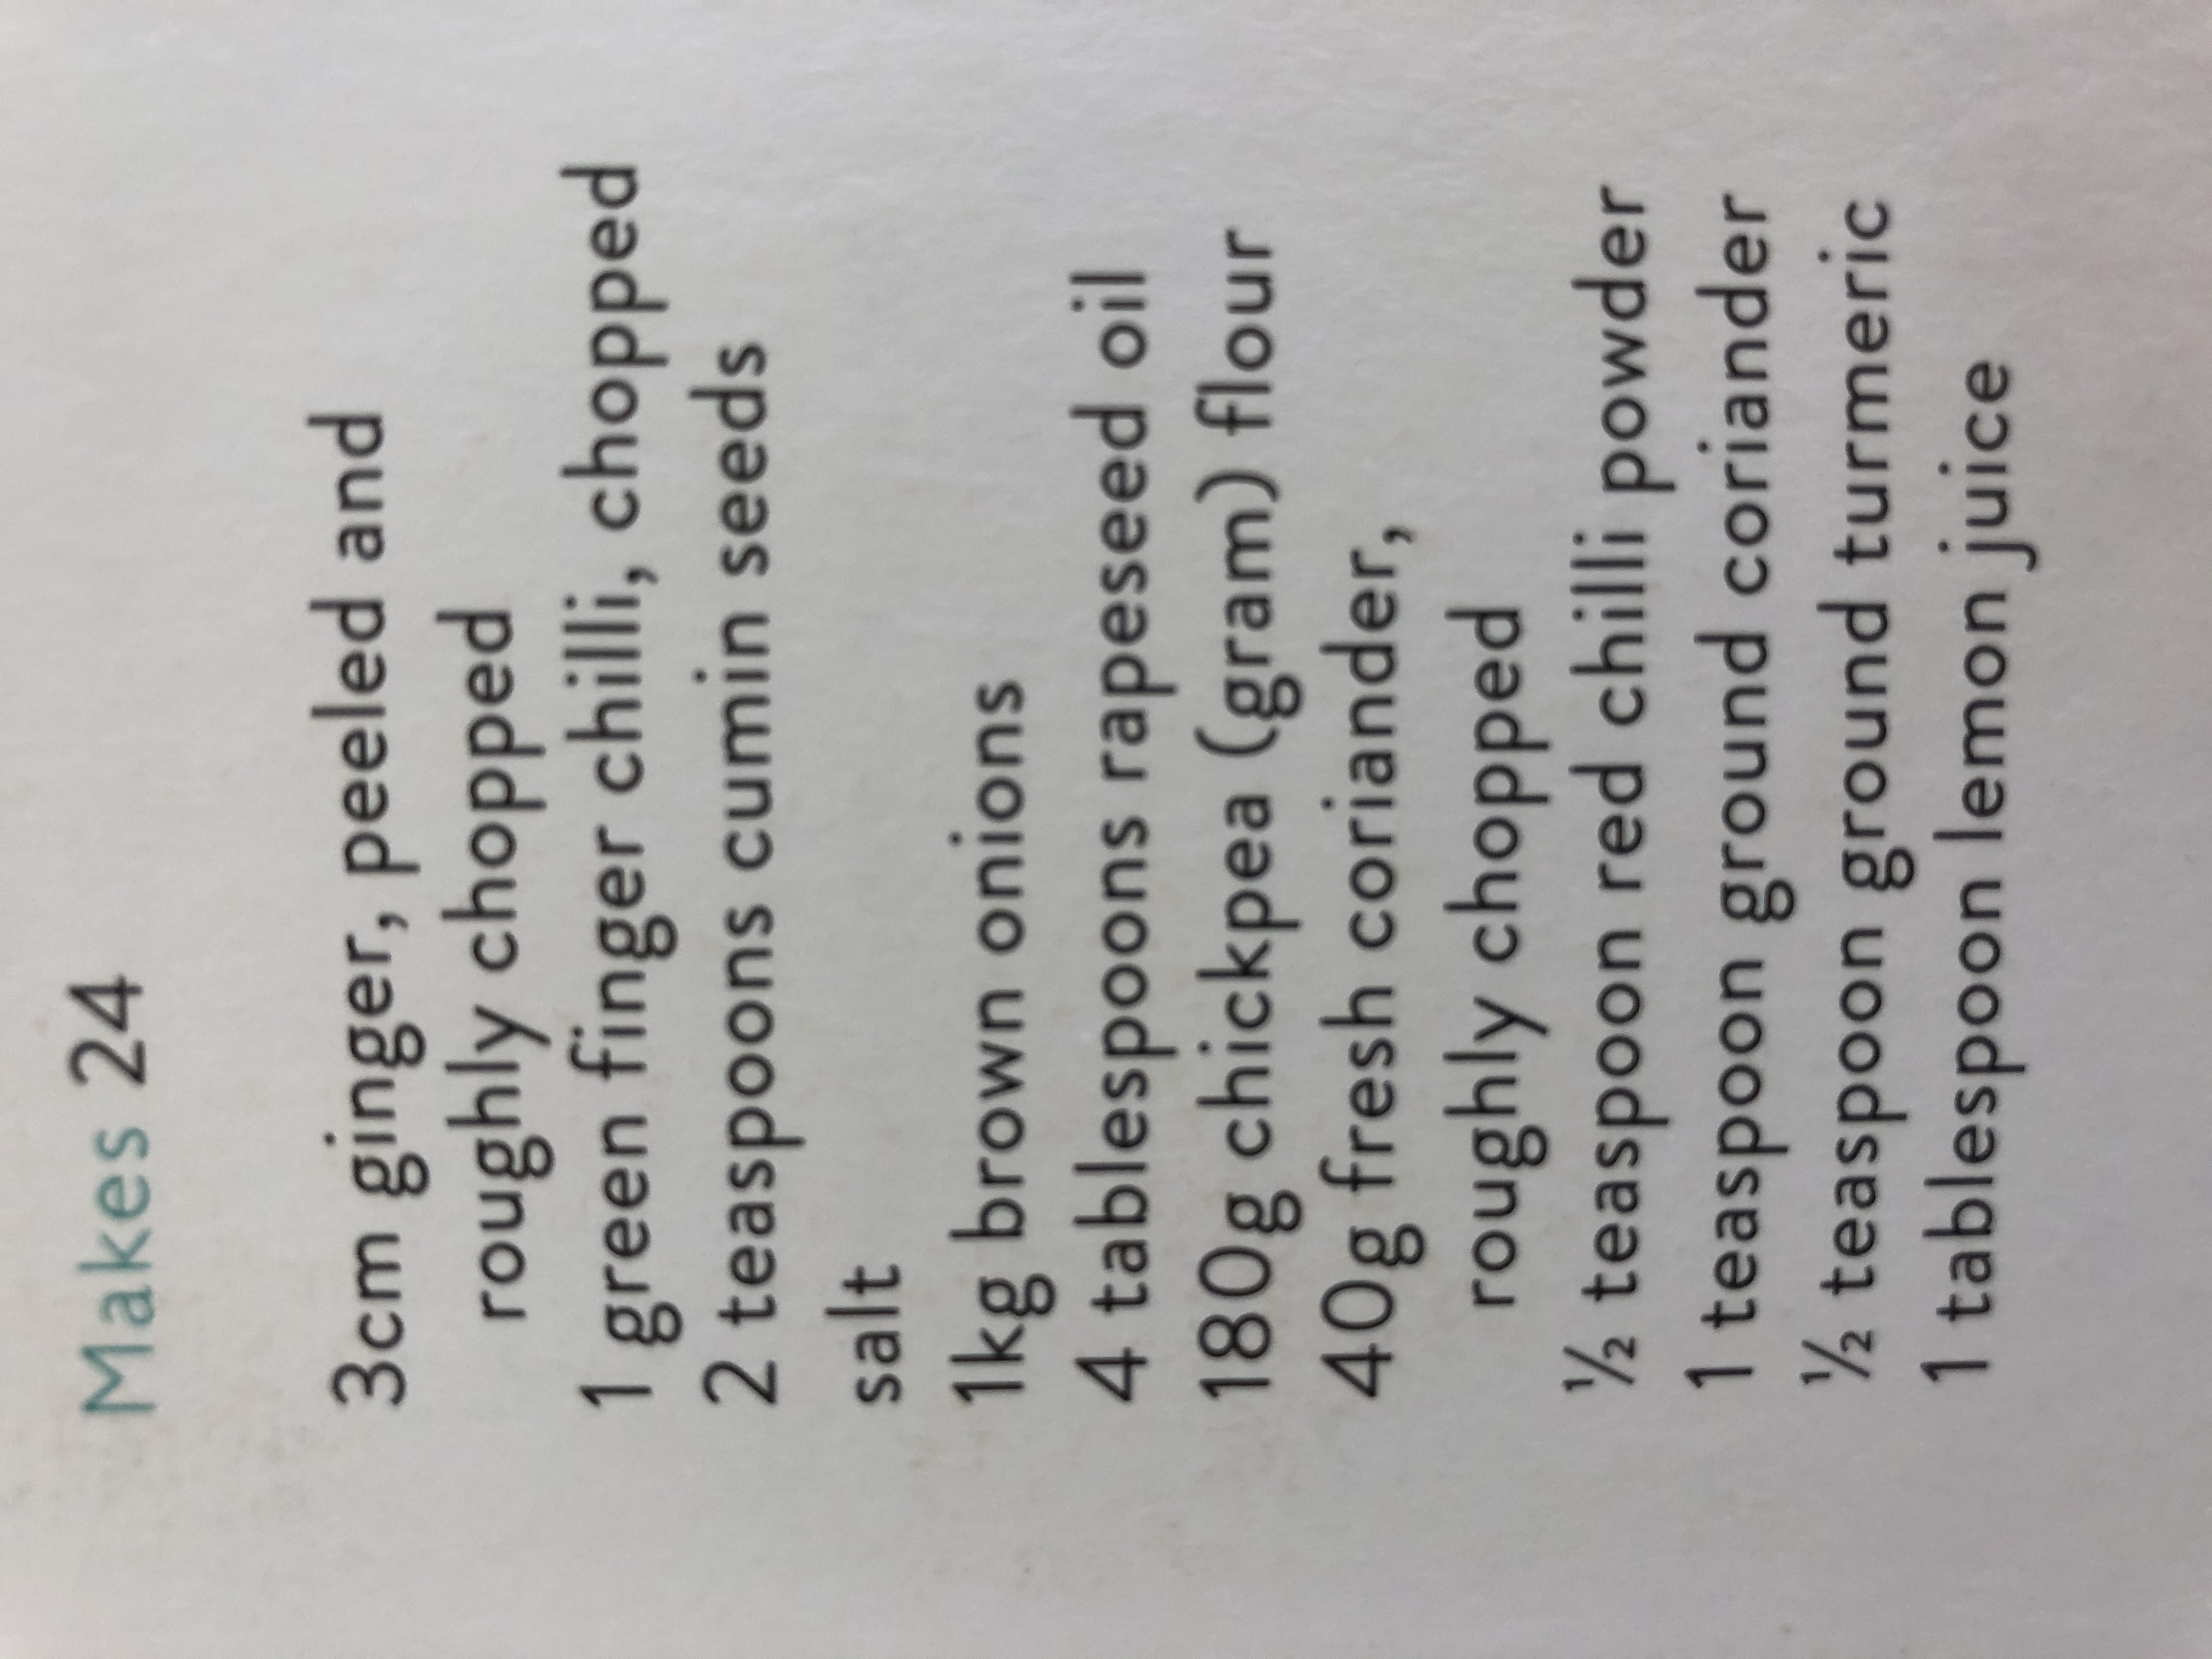 Makes 24
3cm ginger, peeled and
roughly chopped
1 green finger chilli, chopped
2 teaspoons cumin seeds
salt
1kg brown onions
4 tablespoons rapeseed oil
180g chickpea (gram) flour
40g fresh coriander,
roughly chopped
½ teaspoon red chilli powder
1 teaspoon ground coriander
½ teaspoon ground turmeric
1 tablespoon lemon juice